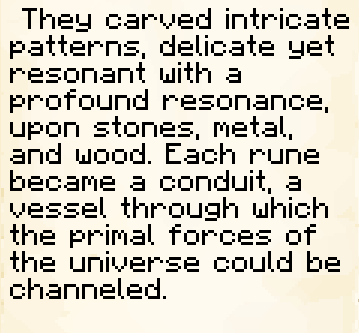 They carved intricate
patterns, delicate yet
resonant with a
profound resonance,
upon stones, metal,
and wood. Each rune
became a conduit, a
vessel through which
the primal forces of
the universe could be
channeled.